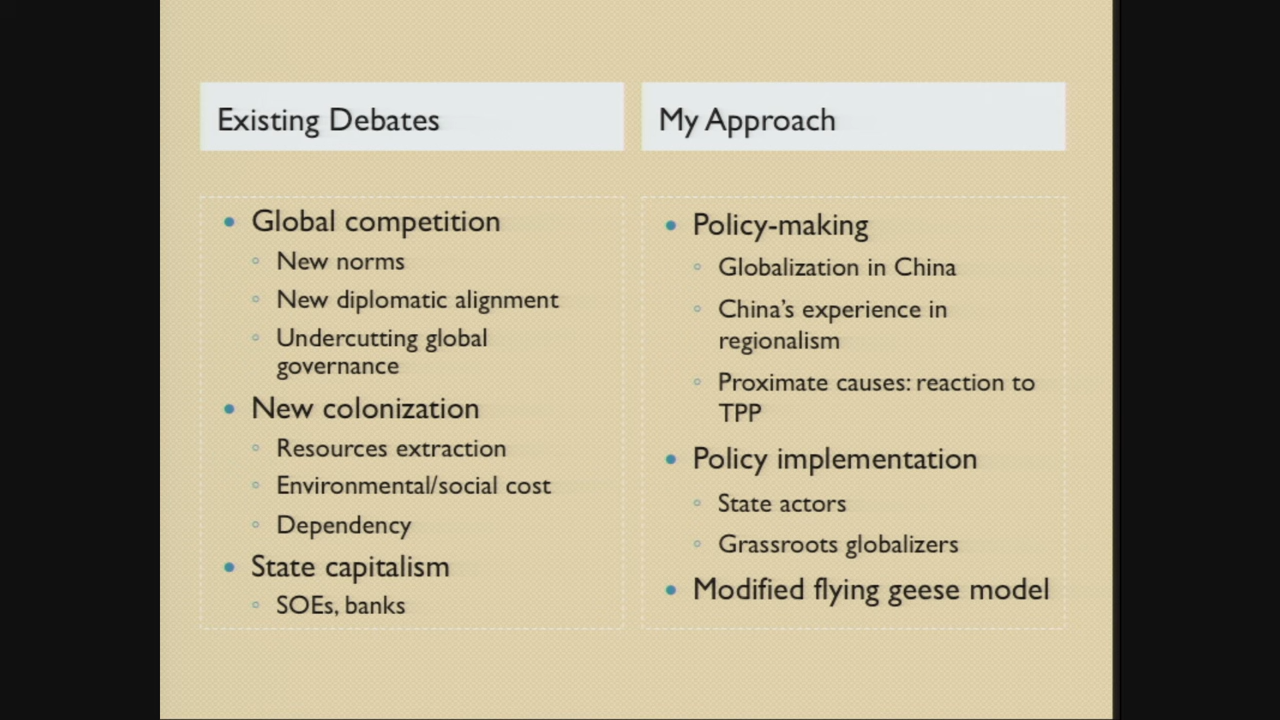 Existing Debates
Global competition
New norms
New diplomatic alignment
Undercutting global
governance
New colonization
Resources extraction
Environmental/social cost
Dependency
State capitalism
SOEs, banks
My Approach
Policy-making
Globalization in China
China's experience in
regionalism
Proximate causes: reaction to
TPP
Policy implementation
State actors
Grassroots globalizers
Modified flying geese model